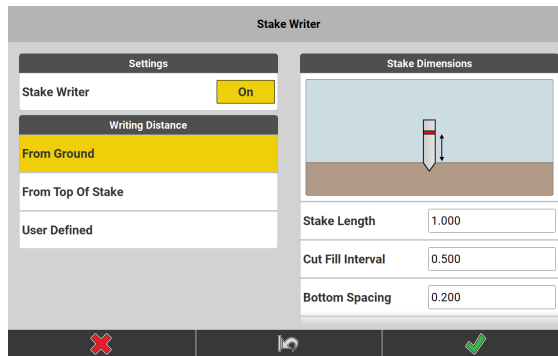 Stake Writer
Settings
Stake Writer On
Writing Distance
From Ground
From Top Of Stake
User Defined
Stake Dimensions
Stake Length 1.000
Cut Fill Interval 0.500
Bottom Spacing 0.200